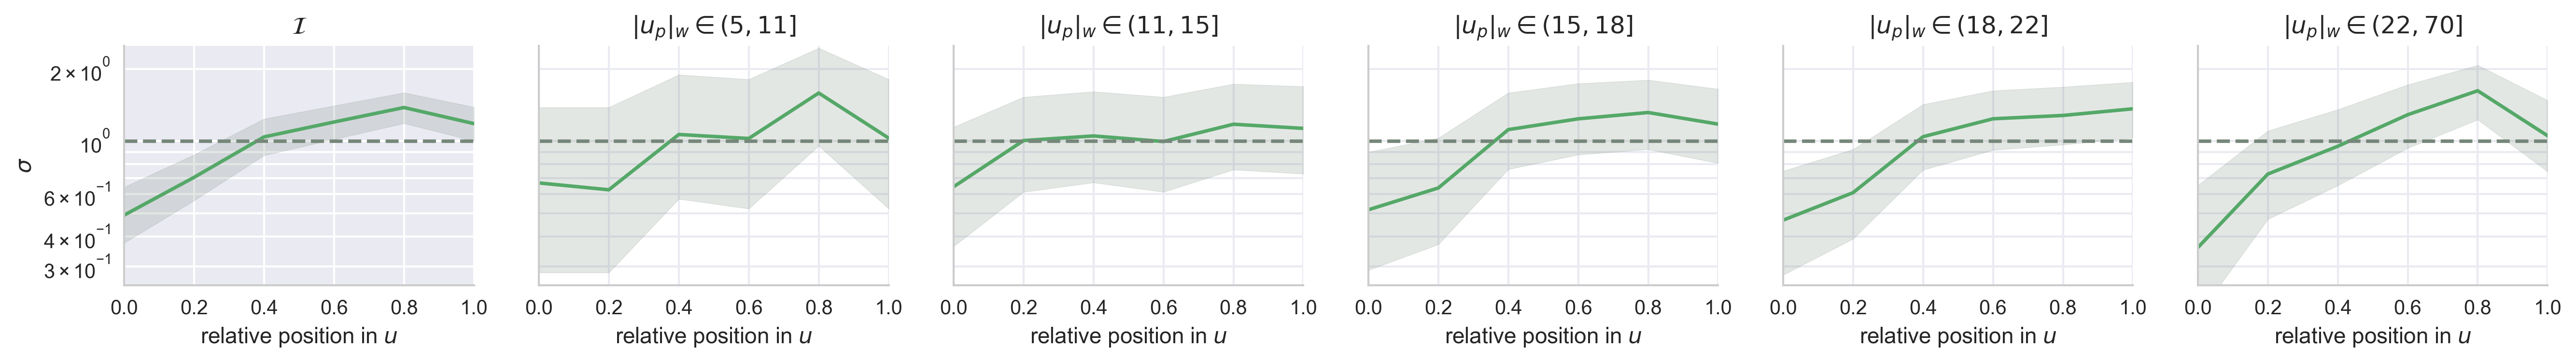 ℐ
|u_p|_w ∈ (5, 11]
|u_p|_w ∈ (11, 15]
|u_p|_w ∈ (15, 18]
|u_p|_w ∈ (18, 22]
|u_p|_w ∈ (22, 70]
σ
2 × 10⁰
10⁰
6 × 10⁻¹
4 × 10⁻¹
3 × 10⁻¹
0.0 0.2 0.4 0.6 0.8 1.0
relative position in u
0.0 0.2 0.4 0.6 0.8 1.0
relative position in u
0.0 0.2 0.4 0.6 0.8 1.0
relative position in u
0.0 0.2 0.4 0.6 0.8 1.0
relative position in u
0.0 0.2 0.4 0.6 0.8 1.0
relative position in u
0.0 0.2 0.4 0.6 0.8 1.0
relative position in u